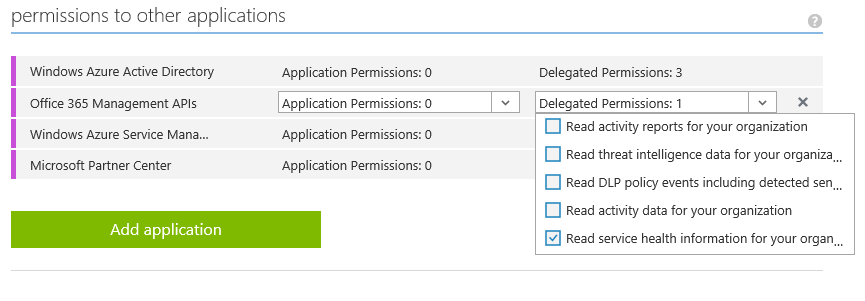 permissions to other applications
?
Windows Azure Active Directory Application Permissions: 0 Delegated Permissions: 3
Office 365 Management APIs Application Permissions: 0 Delegated Permissions: 1
Windows Azure Service Mana... Application Permissions: 0
Microsoft Partner Center Application Permissions: 0
Read activity reports for your organization
Read threat intelligence data for your organiza...
Read DLP policy events including detected sen...
Read activity data for your organization
Read service health information for your organ...
Add application